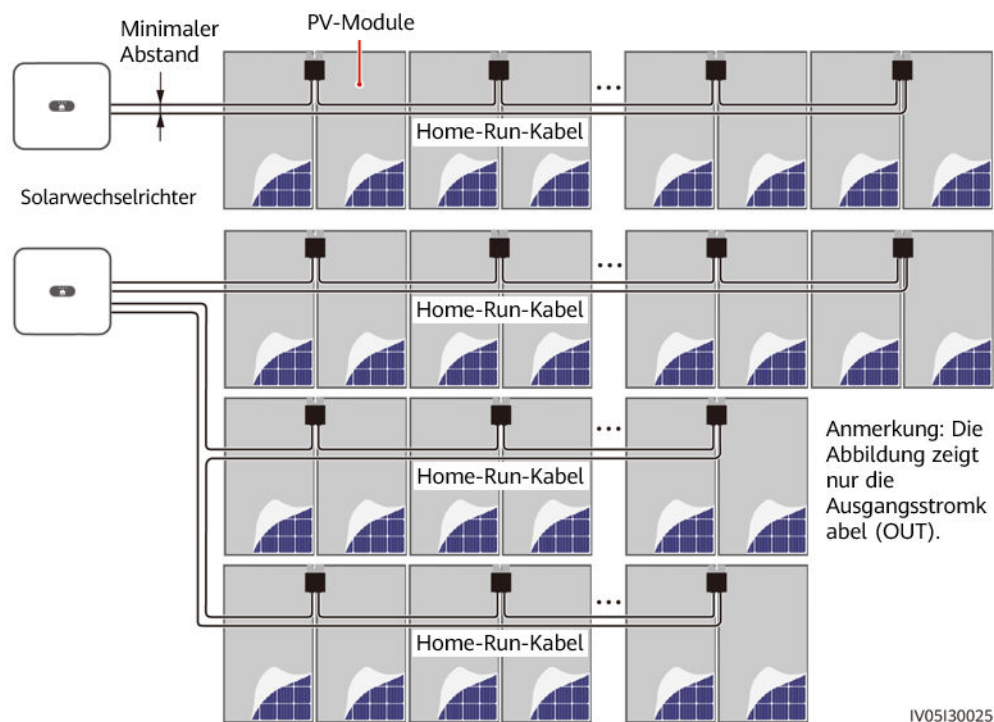 Minimaler
Abstand
PV-Module
...
Home-Run-Kabel
Solarwechselrichter
...
Home-Run-Kabel
...
Home-Run-Kabel
Anmerkung: Die
Abbildung zeigt
nur die
Ausgangsstromk
abel (OUT).
...
Home-Run-Kabel
IV05I30025